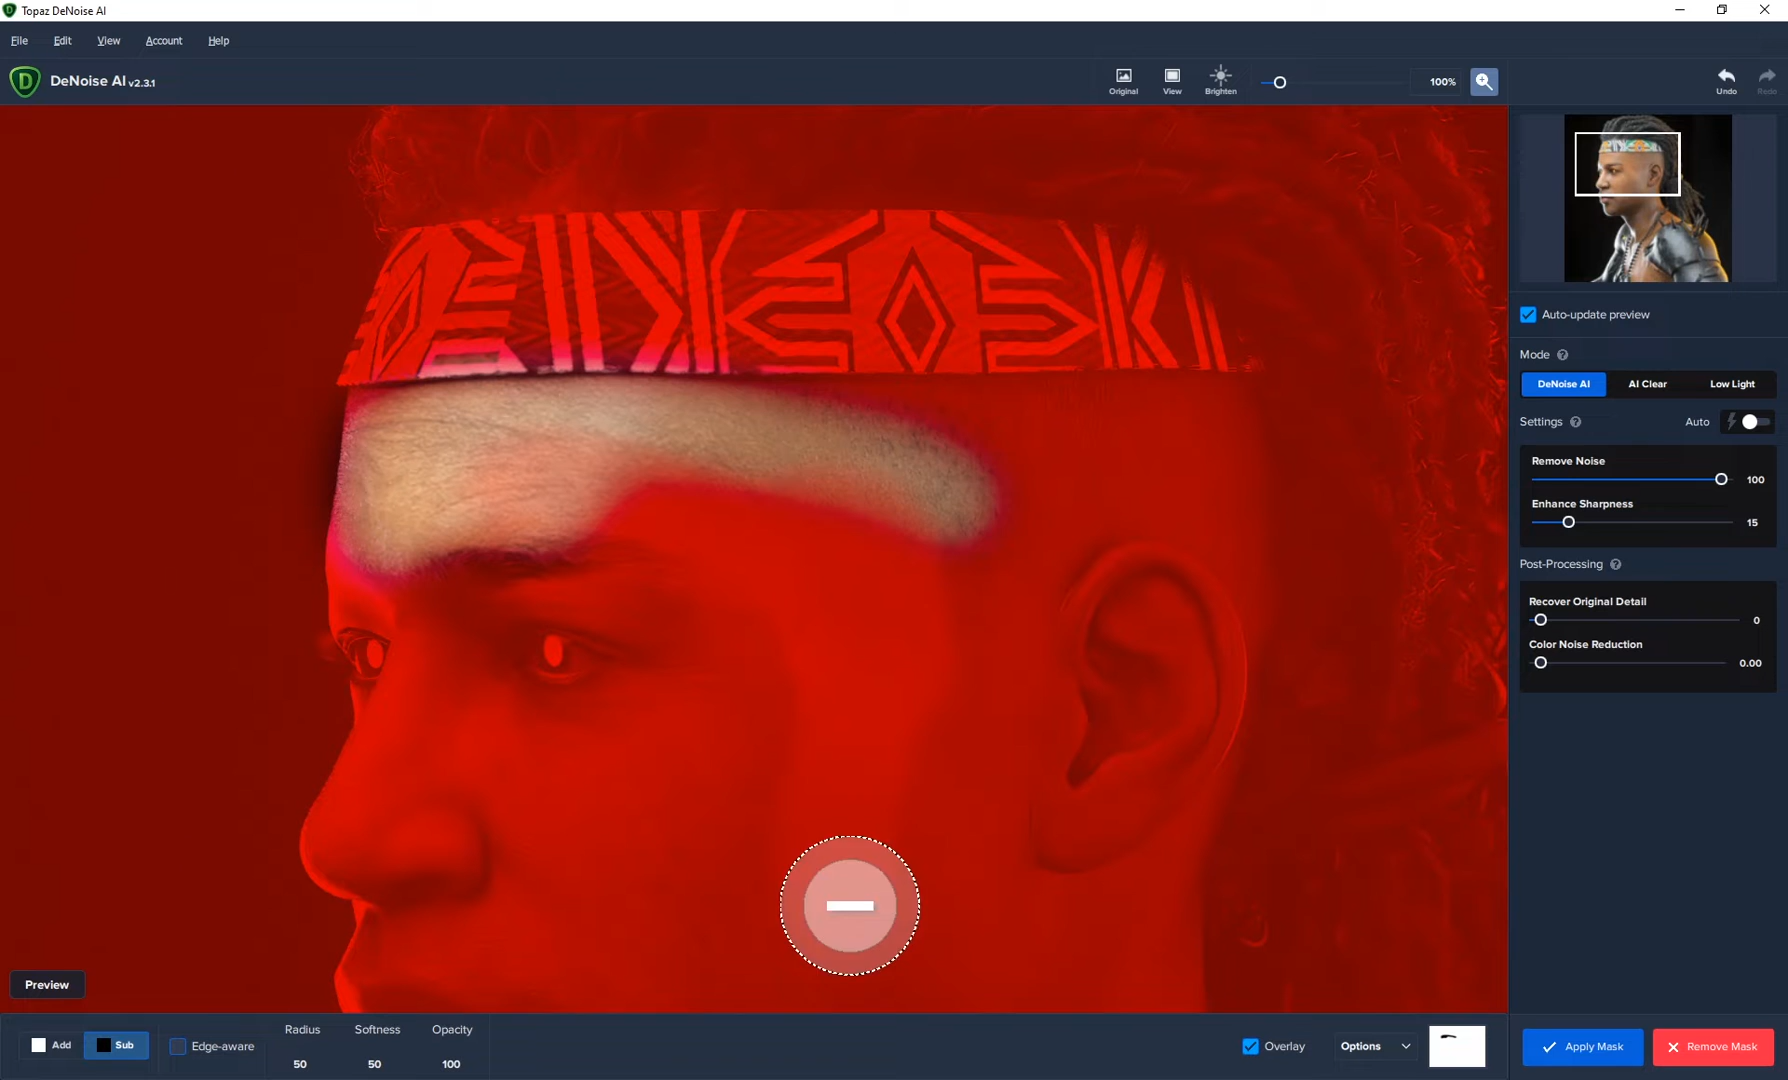 Topaz DeNoise AI
File Edit View Account Help
DeNoise AI v2.3.1
Original View Brighten 100% Undo Redo
Auto-update preview
Mode
DeNoise AI AI Clear Low Light
Settings Auto
Remove Noise
100
Enhance Sharpness
15
Post-Processing
Recover Original Detail
0
Color Noise Reduction
0.00
Preview
Add Sub Edge-aware
Radius Softness Opacity
50 50 100
Overlay Options Apply Mask Remove Mask